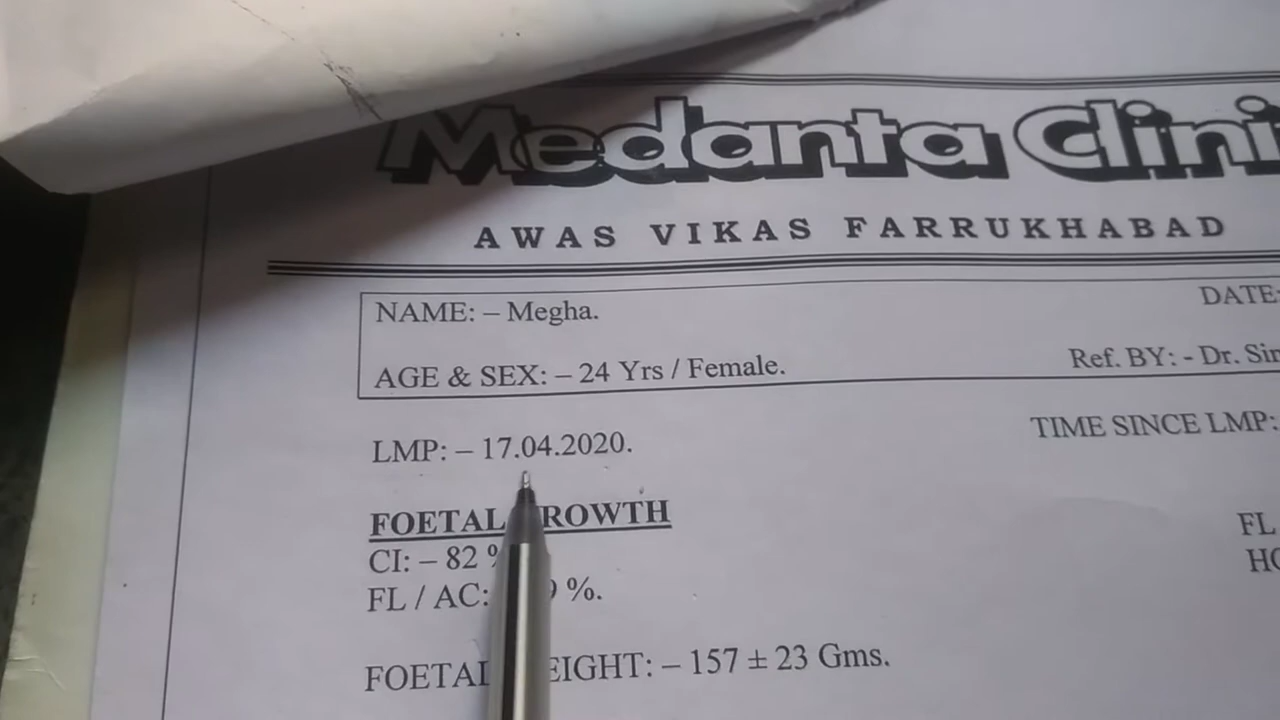 Medanta Clini
AWAS VIKAS FARRUKHABAD
NAME: – Megha.
DATE:
AGE & SEX: – 24 Yrs / Female.
Ref. BY: - Dr.
LMP: – 17.04.2020.
TIME SINCE LMP:
FOETAL ROWTH
FL
CI: – 82
HC
FL / AC: %.
FOETAL EIGHT: – 157 ± 23 Gms.